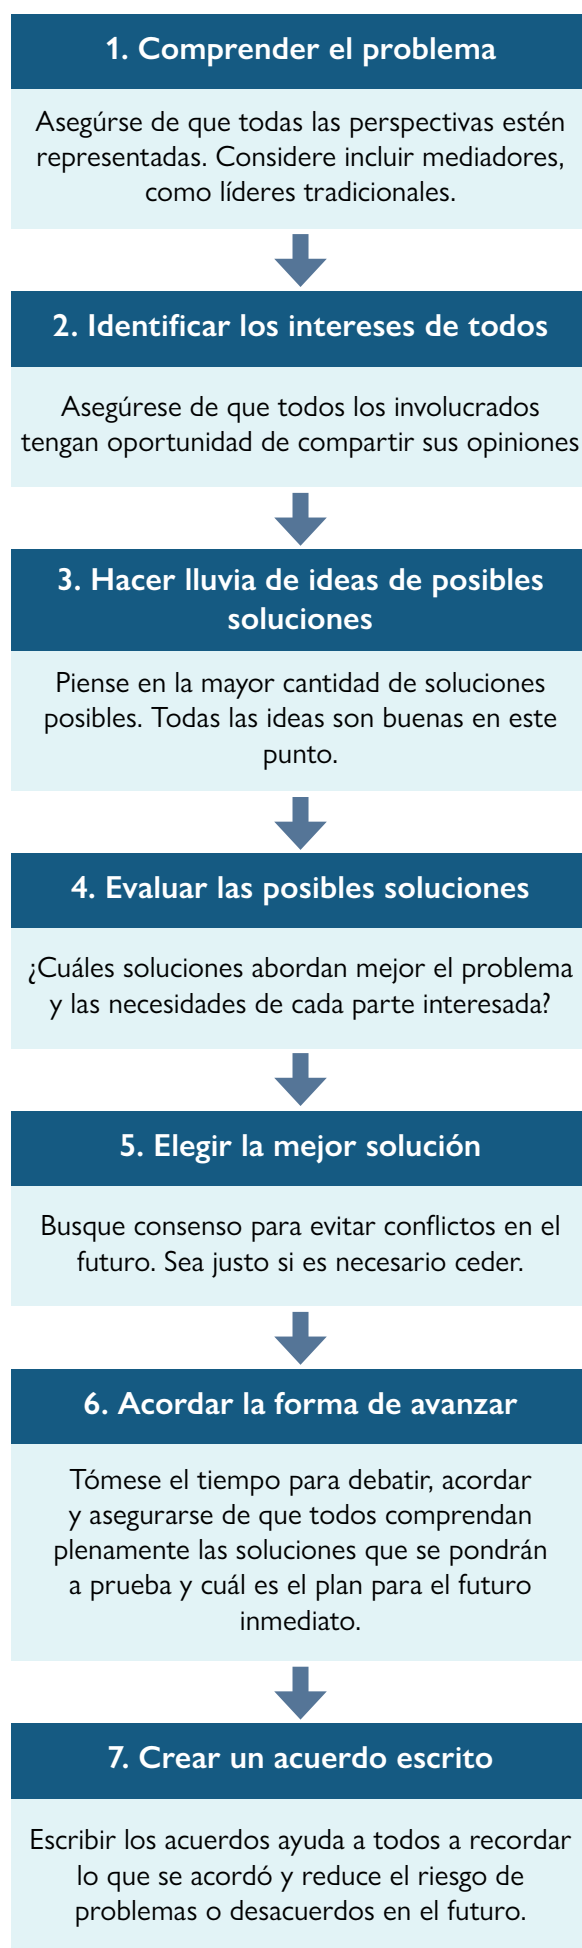 1. Comprender el problema
Asegúrse de que todas las perspectivas estén
representadas. Considere incluir mediadores,
como líderes tradicionales.
2. Identificar los intereses de todos
Asegúrese de que todos los involucrados
tengan oportunidad de compartir sus opiniones
3. Hacer lluvia de ideas de posibles
soluciones
Piense en la mayor cantidad de soluciones
posibles. Todas las ideas son buenas en este
punto.
4. Evaluar las posibles soluciones
¿Cuáles soluciones abordan mejor el problema
y las necesidades de cada parte interesada?
5. Elegir la mejor solución
Busque consenso para evitar conflictos en el
futuro. Sea justo si es necesario ceder.
6. Acordar la forma de avanzar
Tómese el tiempo para debatir, acordar
y asegurarse de que todos comprendan
plenamente las soluciones que se pondrán
a prueba y cuál es el plan para el futuro
inmediato.
7. Crear un acuerdo escrito
Escribir los acuerdos ayuda a todos a recordar
lo que se acordó y reduce el riesgo de
problemas o desacuerdos en el futuro.